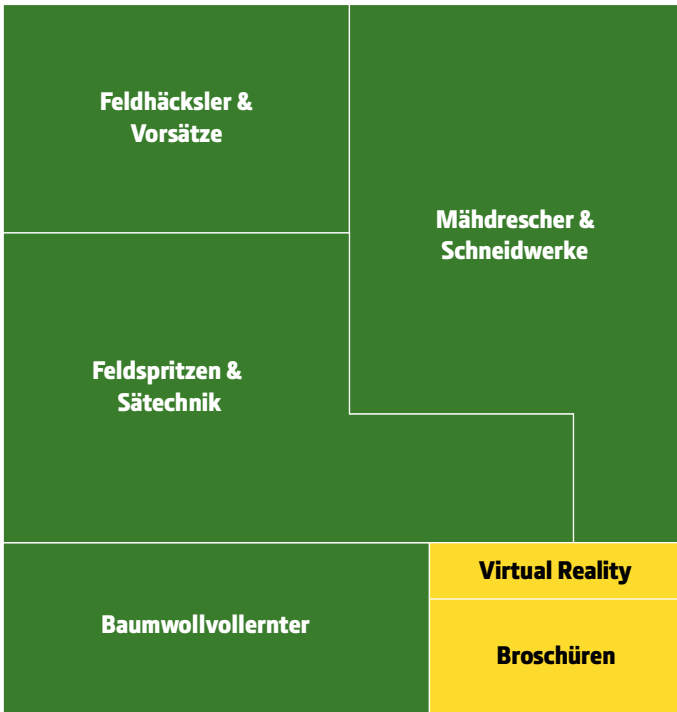 Feldhäcksler &
Vorsätze
Mähdrescher &
Schneidwerke
Feldspritzen &
Sätechnik
Baumwollvollernter
Virtual Reality
Broschüren